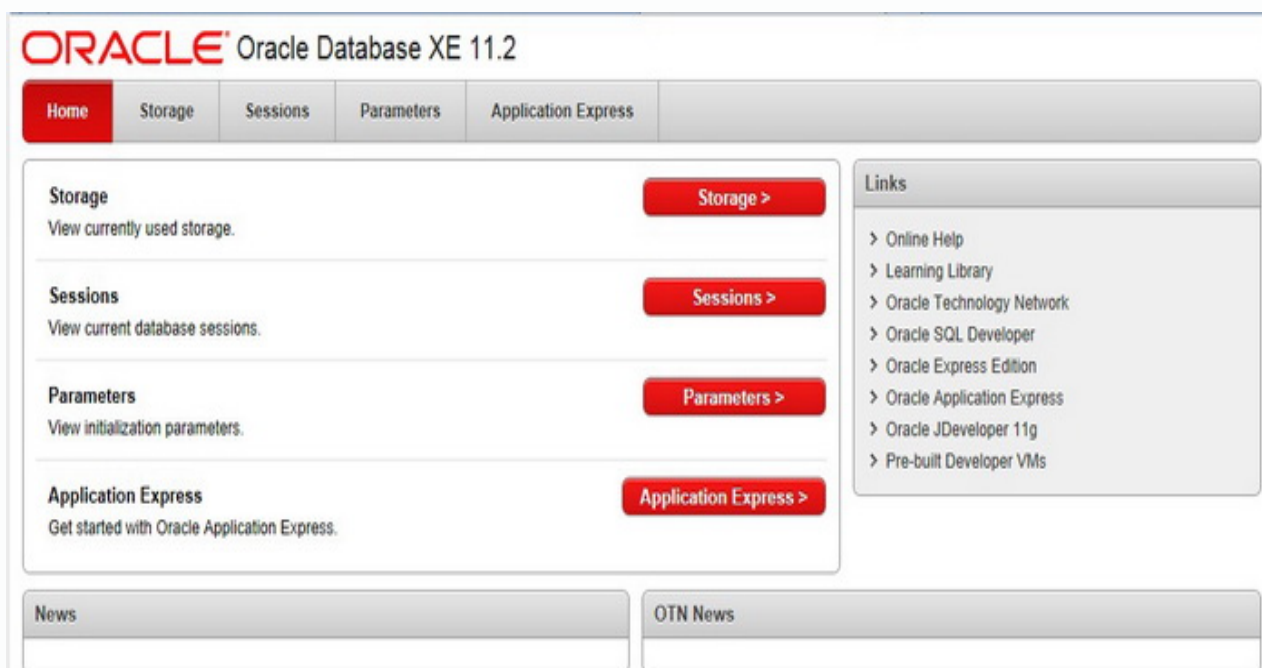 ORACLE Oracle Database XE 11.2
Home Storage Sessions Parameters Application Express
Storage
View currently used storage.
Storage >
Sessions
View current database sessions.
Sessions >
Parameters
View initialization parameters.
Parameters >
Application Express
Get started with Oracle Application Express.
Application Express >
Links
> Online Help
> Learning Library
> Oracle Technology Network
> Oracle SQL Developer
> Oracle Express Edition
> Oracle Application Express
> Oracle JDeveloper 11g
> Pre-built Developer VMs
News
OTN News